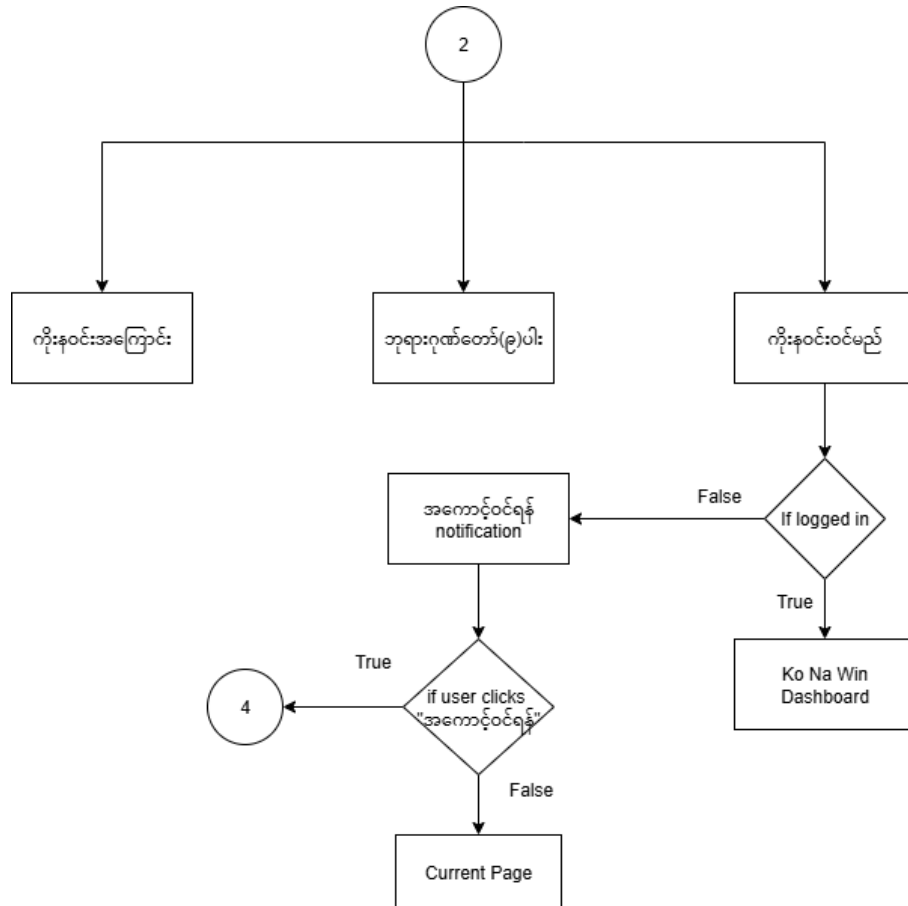 2
ကိုးနဝင်းအကြောင်း
ဘုရားဂုဏ်တော်(၉)ပါး
ကိုးနဝင်းဝင်မည်
If logged in
False
True
အကောင့်ဝင်ရန်
notification
Ko Na Win
Dashboard
if user clicks
"အကောင့်ဝင်ရန်"
True
4
False
Current Page